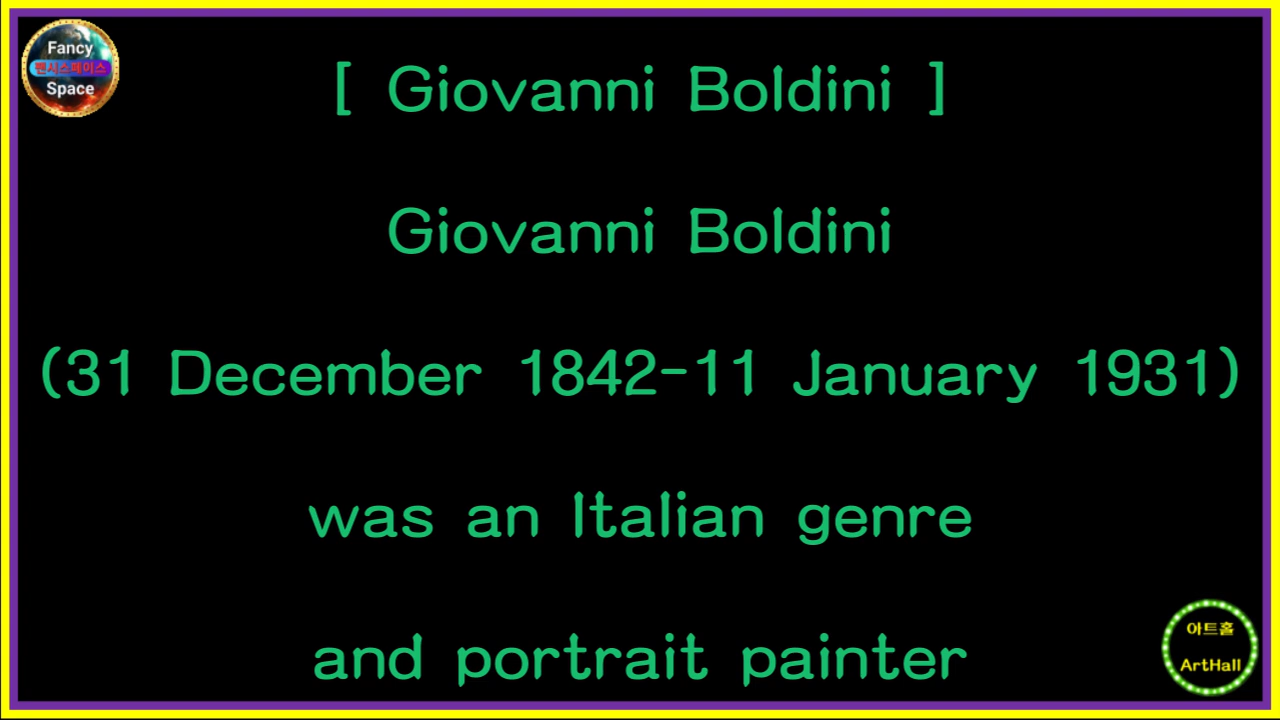 Fancy
팬시스페이스
Space
[ Giovanni Boldini ]
Giovanni Boldini
(31 December 1842-11 January 1931)
was an Italian genre
and portrait painter
아트홀
ArtHall